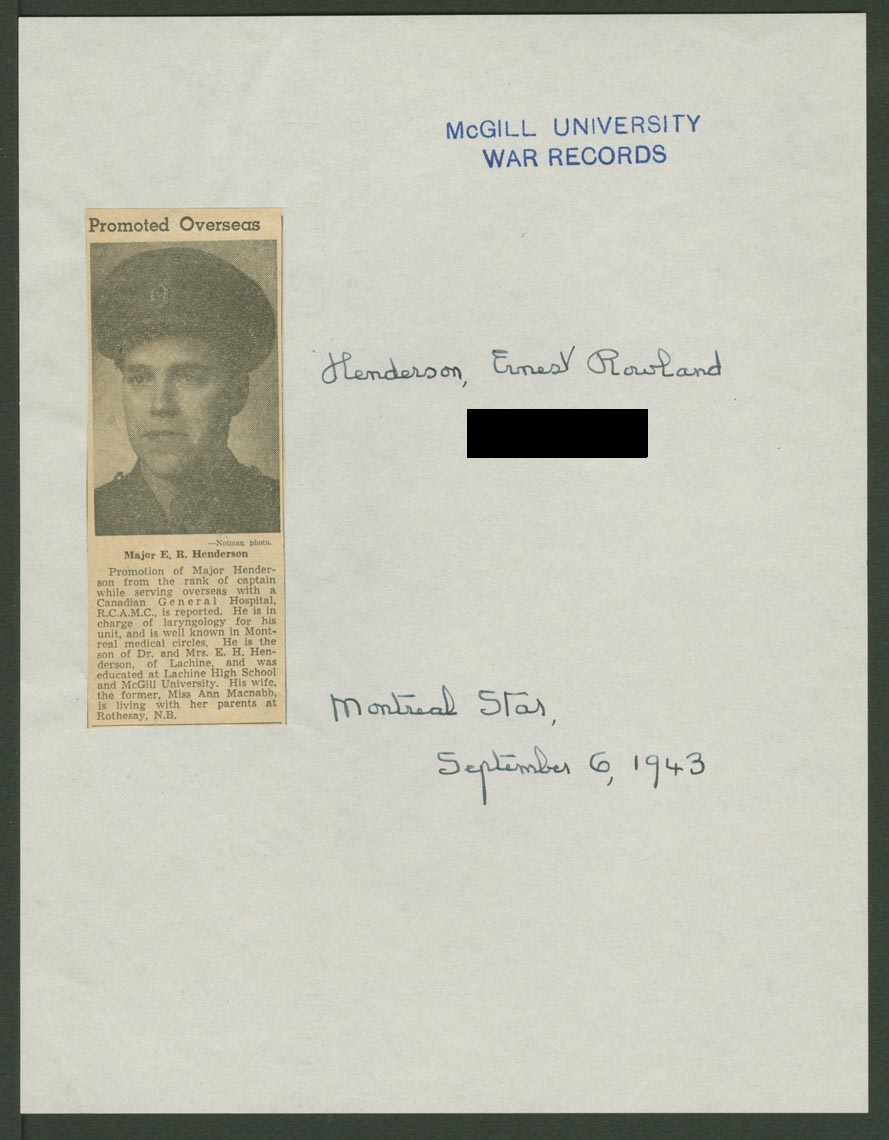 McGILL UNIVERSITY
WAR RECORDS
Promoted Overseas
Henderson, Ernest Rowland
—Notman photo.
Major E. R. Henderson
Promotion of Major Hender-
son from the rank of captain
while serving overseas with a
Canadian General Hospital,
R.C.A.M.C., is reported. He is in
charge of laryngology for his
unit, and is well known in Mont-
real medical circles. He is the
son of Dr. and Mrs. E. H. Hen-
derson, of Lachine, and was
educated at Lachine High School
and McGill University. His wife,
the former, Miss Ann Macnabb,
is living with her parents at
Rothesay, N.B.
Montreal Star,
September 6, 1943